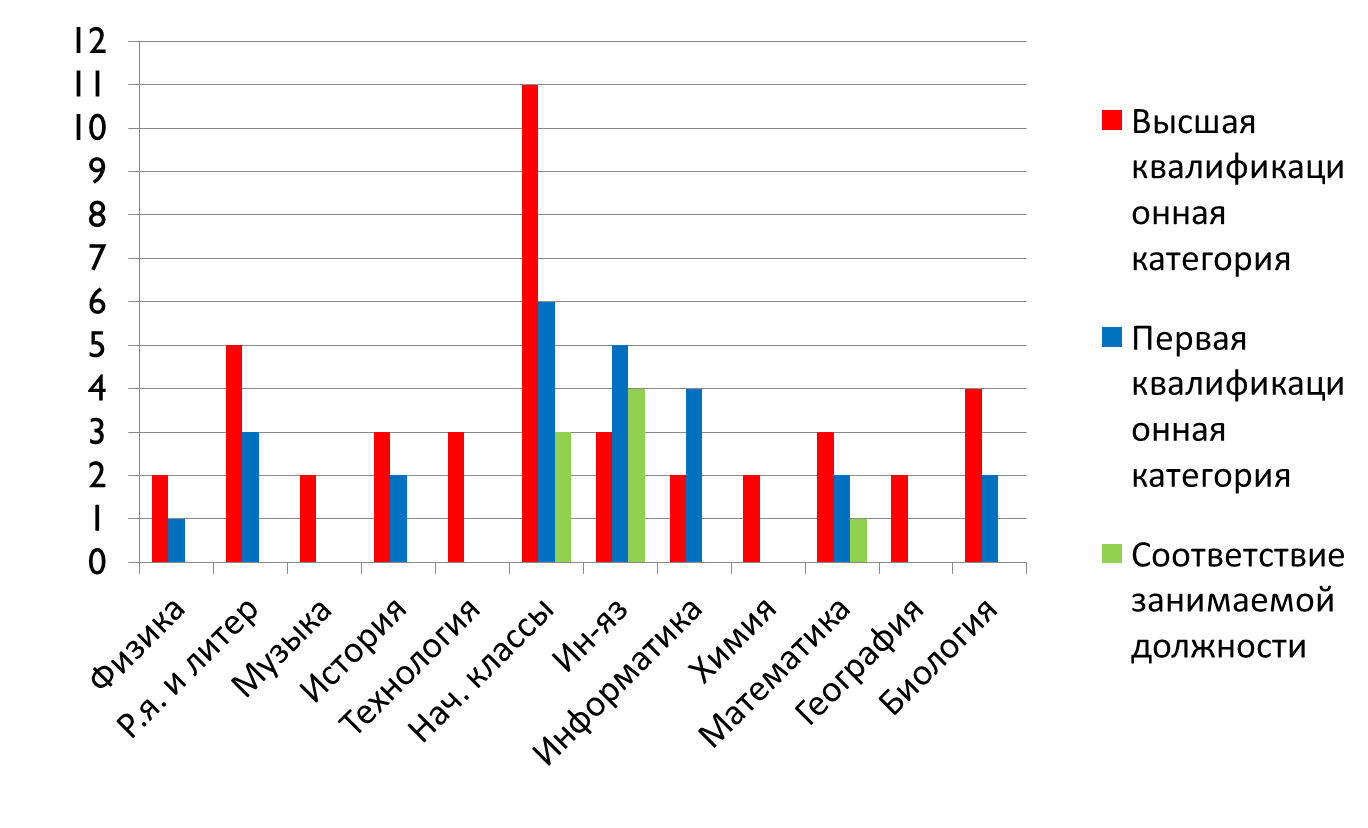 12
11
10
9
8
7
6
5
4
3
2
1
0
Физика
Р.я. и литер
Музыка
История
Технология
Нач. классы
Ин-яз
Информатика
Химия
Математика
География
Биология
Высшая
квалификаци
онная
категория
Первая
квалификаци
онная
категория
Соответствие
занимаемой
должности